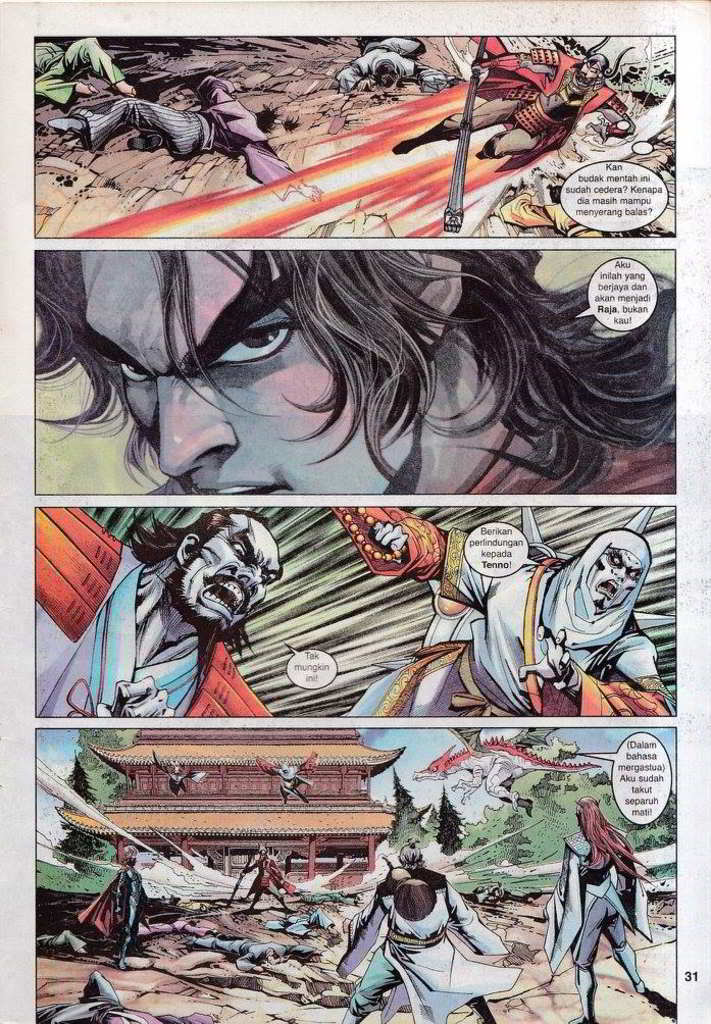 Kan
budak mentah ini
sudah cedera? Kenapa
dia masih mampu
menyerang balas?
Aku
inilah yang
berjaya dan
akan menjadi
Raja, bukan
kau!
Berikan
perlindungan
kepada
Tenno!
Tak
mungkin
ini!
(Dalam
bahasa
mergastua)
Aku sudah
takut
separuh
mati!
31